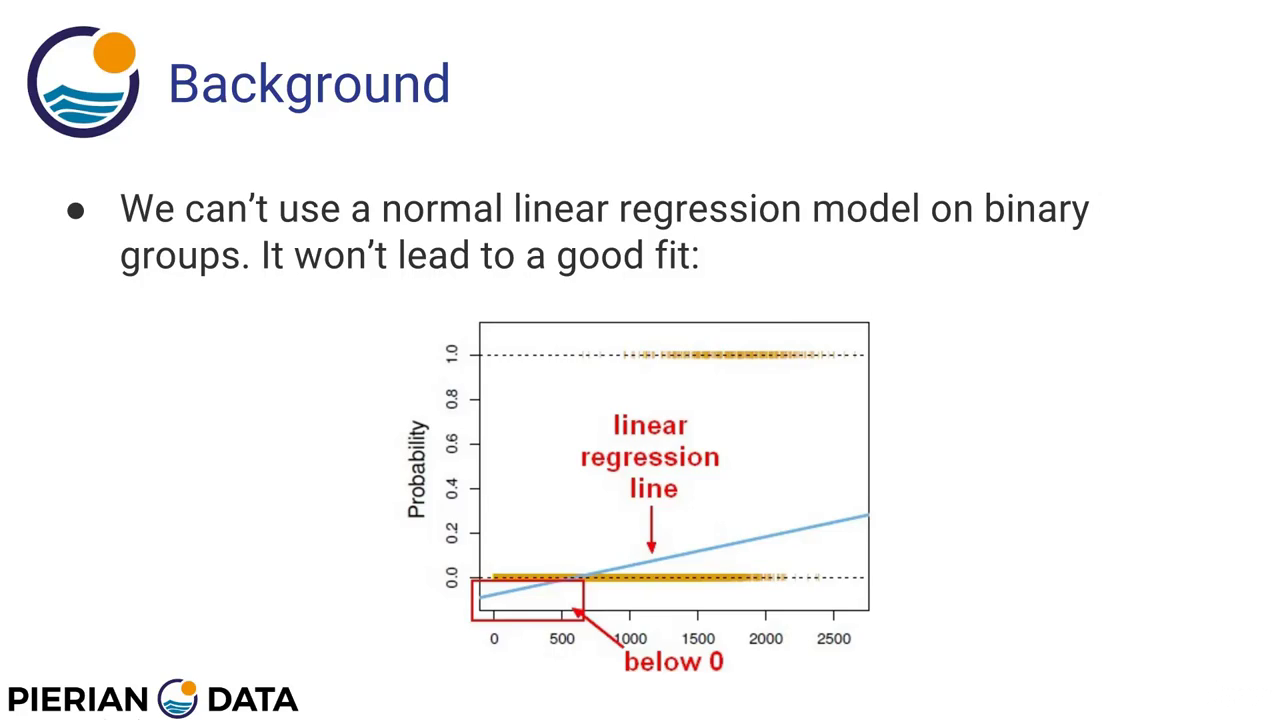 Background
● We can't use a normal linear regression model on binary
groups. It won't lead to a good fit:
1.0
0.8
0.6
0.4
0.2
0.0
Probability
linear
regression
line
0 500 1000 1500 2000 2500
below 0
PIERIAN DATA